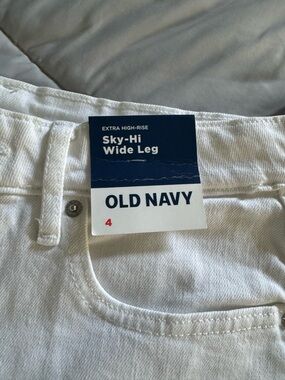 EXTRA HIGH-RISE
Sky-Hi
Wide Leg
OLD NAVY
4